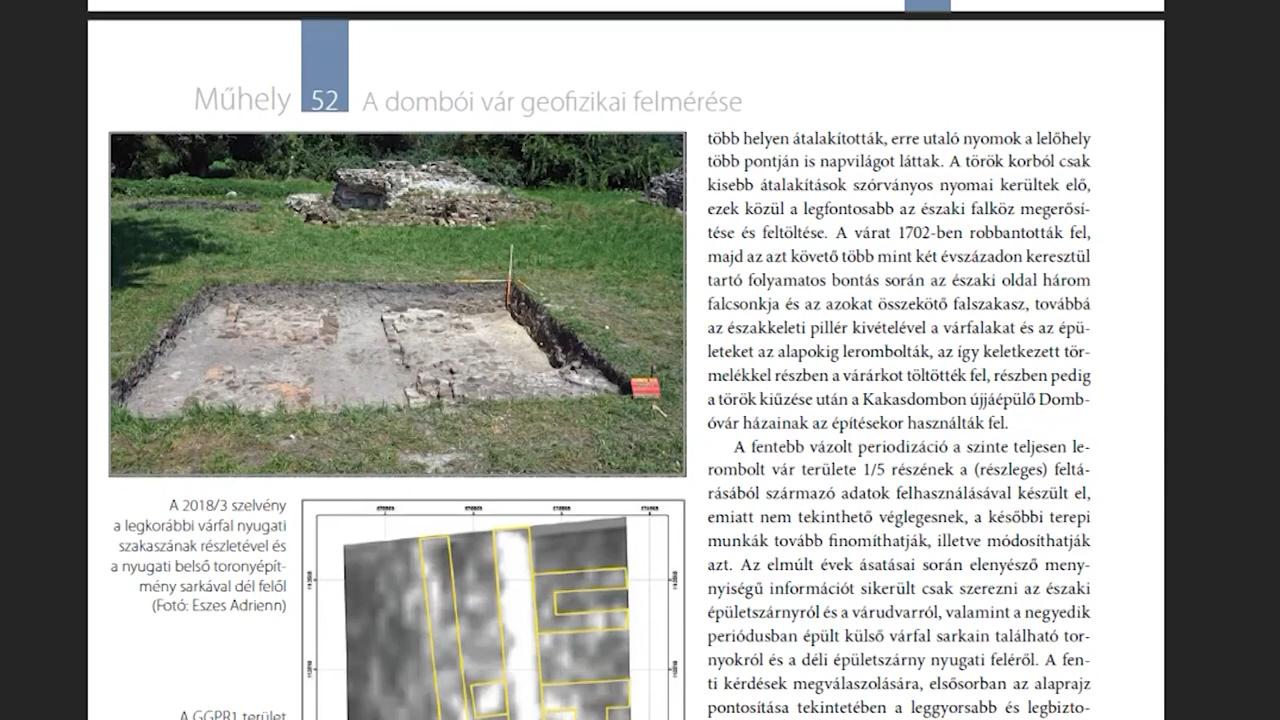 Műhely 52 A dombói vár geofizikai felmérése
több helyen átalakították, erre utaló nyomok a lelőhely
több pontján is napvilágot láttak. A török korból csak
kisebb átalakítások szórványos nyomai kerültek elő,
ezek közül a legfontosabb az északi falköz megerősí-
tése és feltöltése. A várat 1702-ben robbantották fel,
majd az azt követő több mint két évszázadon keresztül
tartó folyamatos bontás során az északi oldal három
falcsonkja és az azokat összekötő falszakasz, továbbá
az északkeleti pillér kivételével a várfalakat és az épü-
leteket az alapokig lerombolták, az így keletkezett tör-
melékkel részben a várárkot töltötték fel, részben pedig
a török kiűzése után a Kakasdombon újjáépülő Domb-
óvár házainak az építésekor használták fel.
A fentebb vázolt periodizáció a szinte teljesen le-
rombolt vár területe 1/5 részének a (részleges) feltá-
rásából származó adatok felhasználásával készült el,
emiatt nem tekinthető véglegesnek, a későbbi terepi
munkák tovább finomíthatják, illetve módosíthatják
azt. Az elmúlt évek ásatásai során elenyésző meny-
nyiségű információt sikerült csak szerezni az északi
épületszárnyról és a várudvarról, valamint a negyedik
periódusban épült külső várfal sarkain található tor-
nyokról és a déli épületszárny nyugati feléről. A fen-
ti kérdések megválaszolására, elsősorban az alaprajz
pontosítása tekintetében a leggyorsabb és legbizto-
A 2018/3 szelvény
a legkorábbi várfal nyugati
szakaszának részletével és
a nyugati belső toronyépít-
mény sarkával dél felől
(Fotó: Eszes Adrienn)
A GGPR1 terület